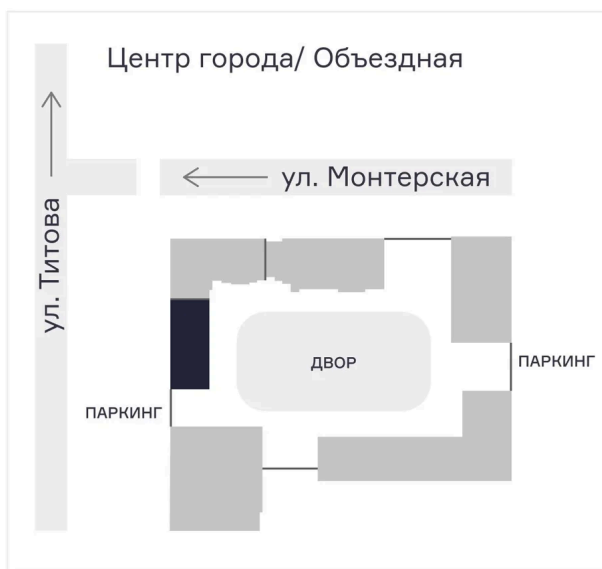 Центр города/ Объездная
ул. Монтерская
ул. Титова
ДВОР
ПАРКИНГ
ПАРКИНГ